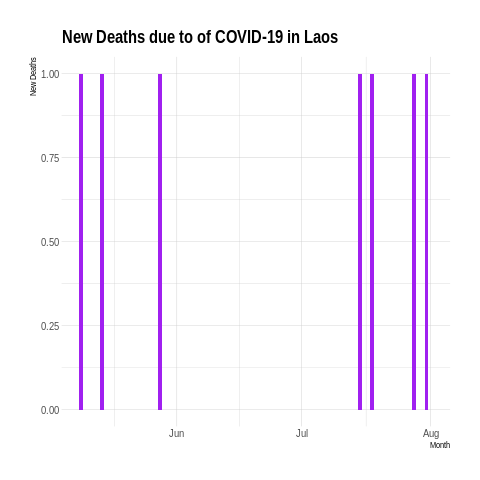 New Deaths due to of COVID-19 in Laos
New Deaths
1.00
0.75
0.50
0.25
0.00
Jun Jul Aug
Month